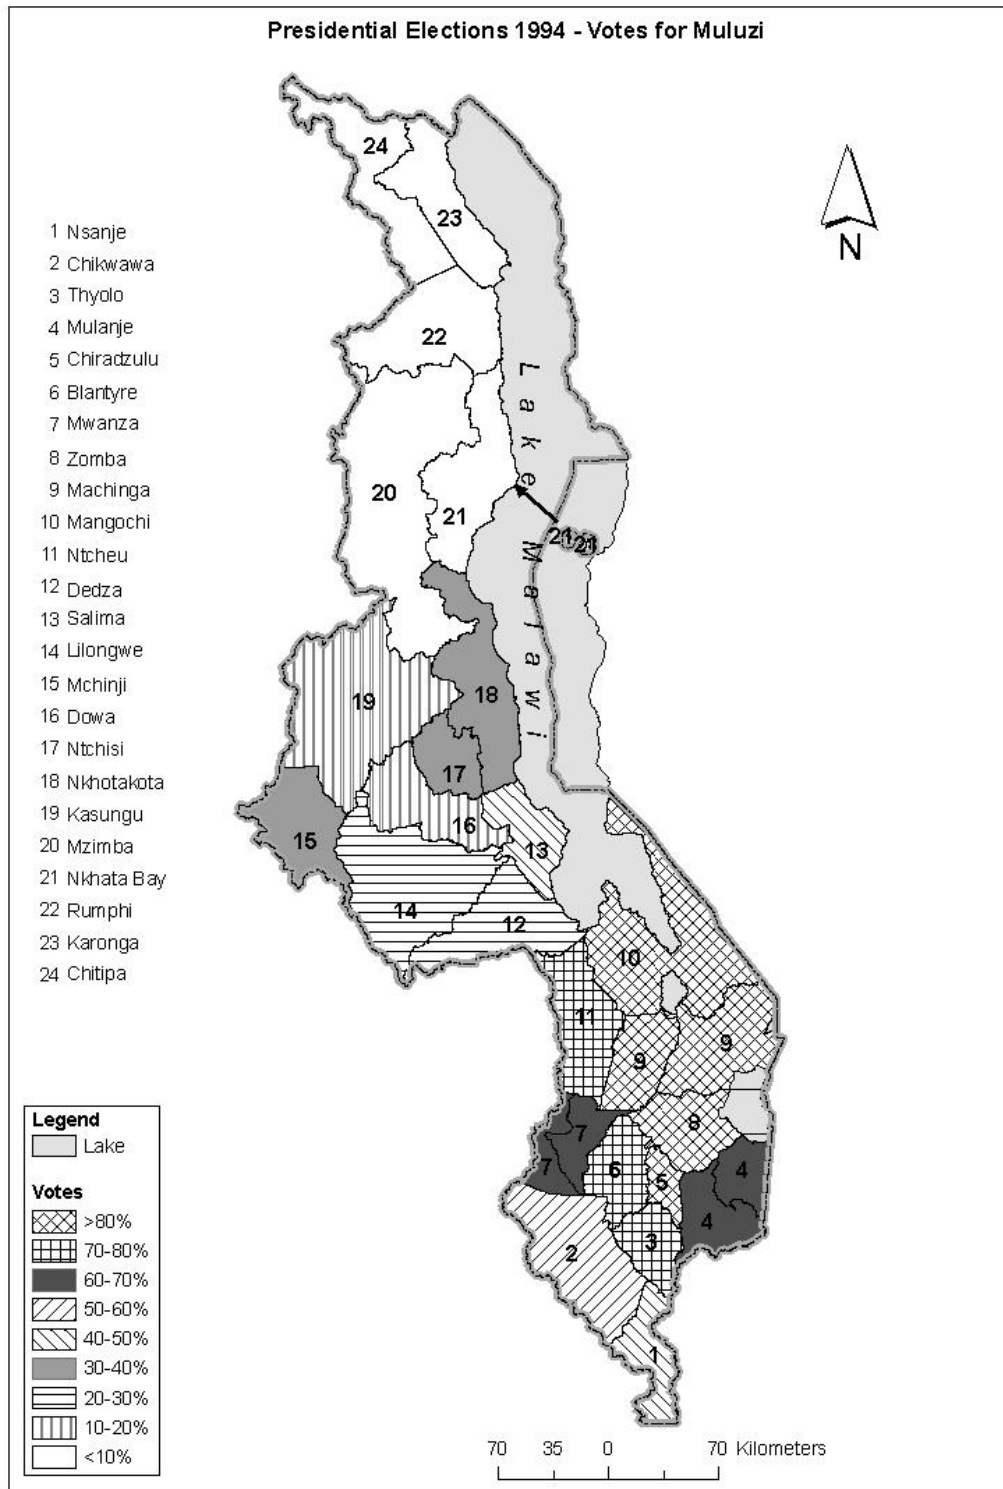 Presidential Elections 1994 - Votes for Muluzi
24
23
22
20
21
21 21
Lake Malawi
N
1 Nsanje
2 Chikwawa
3 Thyolo
4 Mulanje
5 Chiradzulu
6 Blantyre
7 Mwanza
8 Zomba
9 Machinga
10 Mangochi
11 Ntcheu
12 Dedza
13 Salima
14 Lilongwe
15 Mchinji
16 Dowa
17 Ntchisi
18 Nkhotakota
19 Kasungu
20 Mzimba
21 Nkhata Bay
22 Rumphi
23 Karonga
24 Chitipa
18
19
17
16
15
13
14
12
10
11
9
9
8
7
7
6
5
4
4
3
2
1
Legend
Lake
Votes
>80%
70-80%
60-70%
50-60%
40-50%
30-40%
20-30%
10-20%
<10%
70 35 0 70 Kilometers